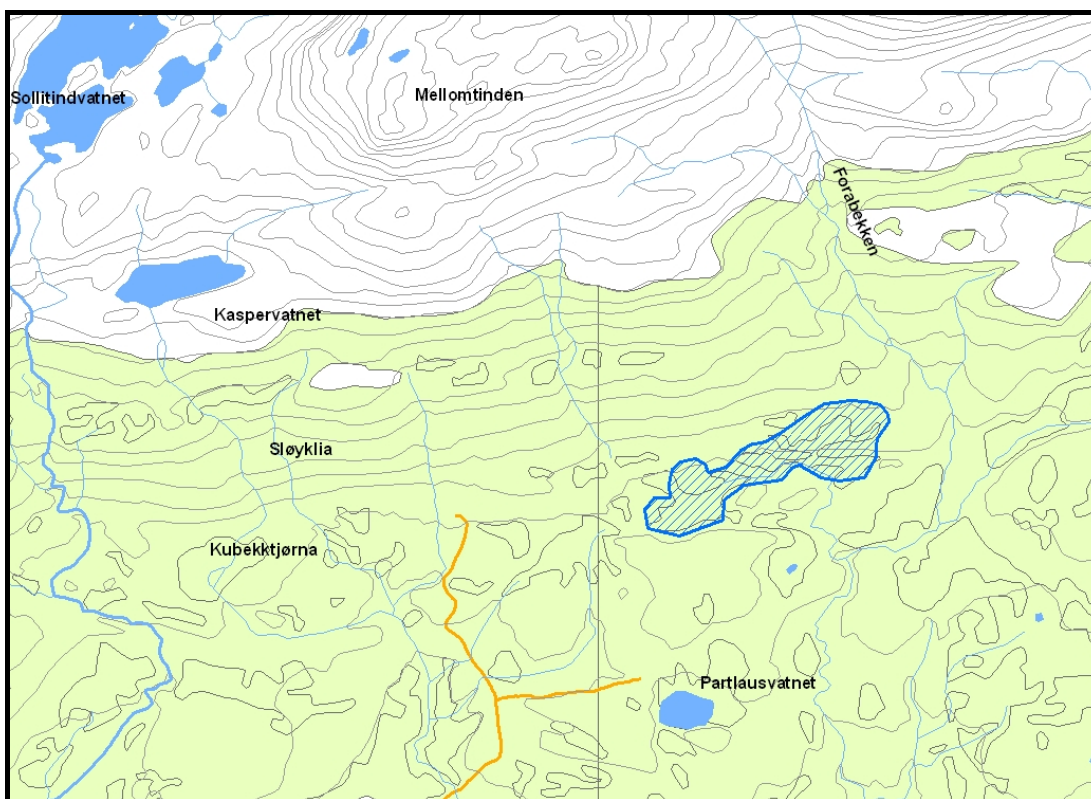 Sollitindvatnet
Mellomtinden
Forabekken
Kaspervatnet
Sløyklia
Kubekktjørna
Partlausvatnet